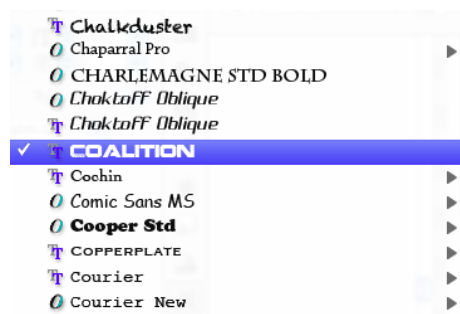 Chalkduster
Chaparral Pro
CHARLEMAGNE STD BOLD
Choktoff Oblique
Choktoff Oblique
COALITION
Cochin
Comic Sans MS
Cooper Std
COPPERPLATE
Courier
Courier New